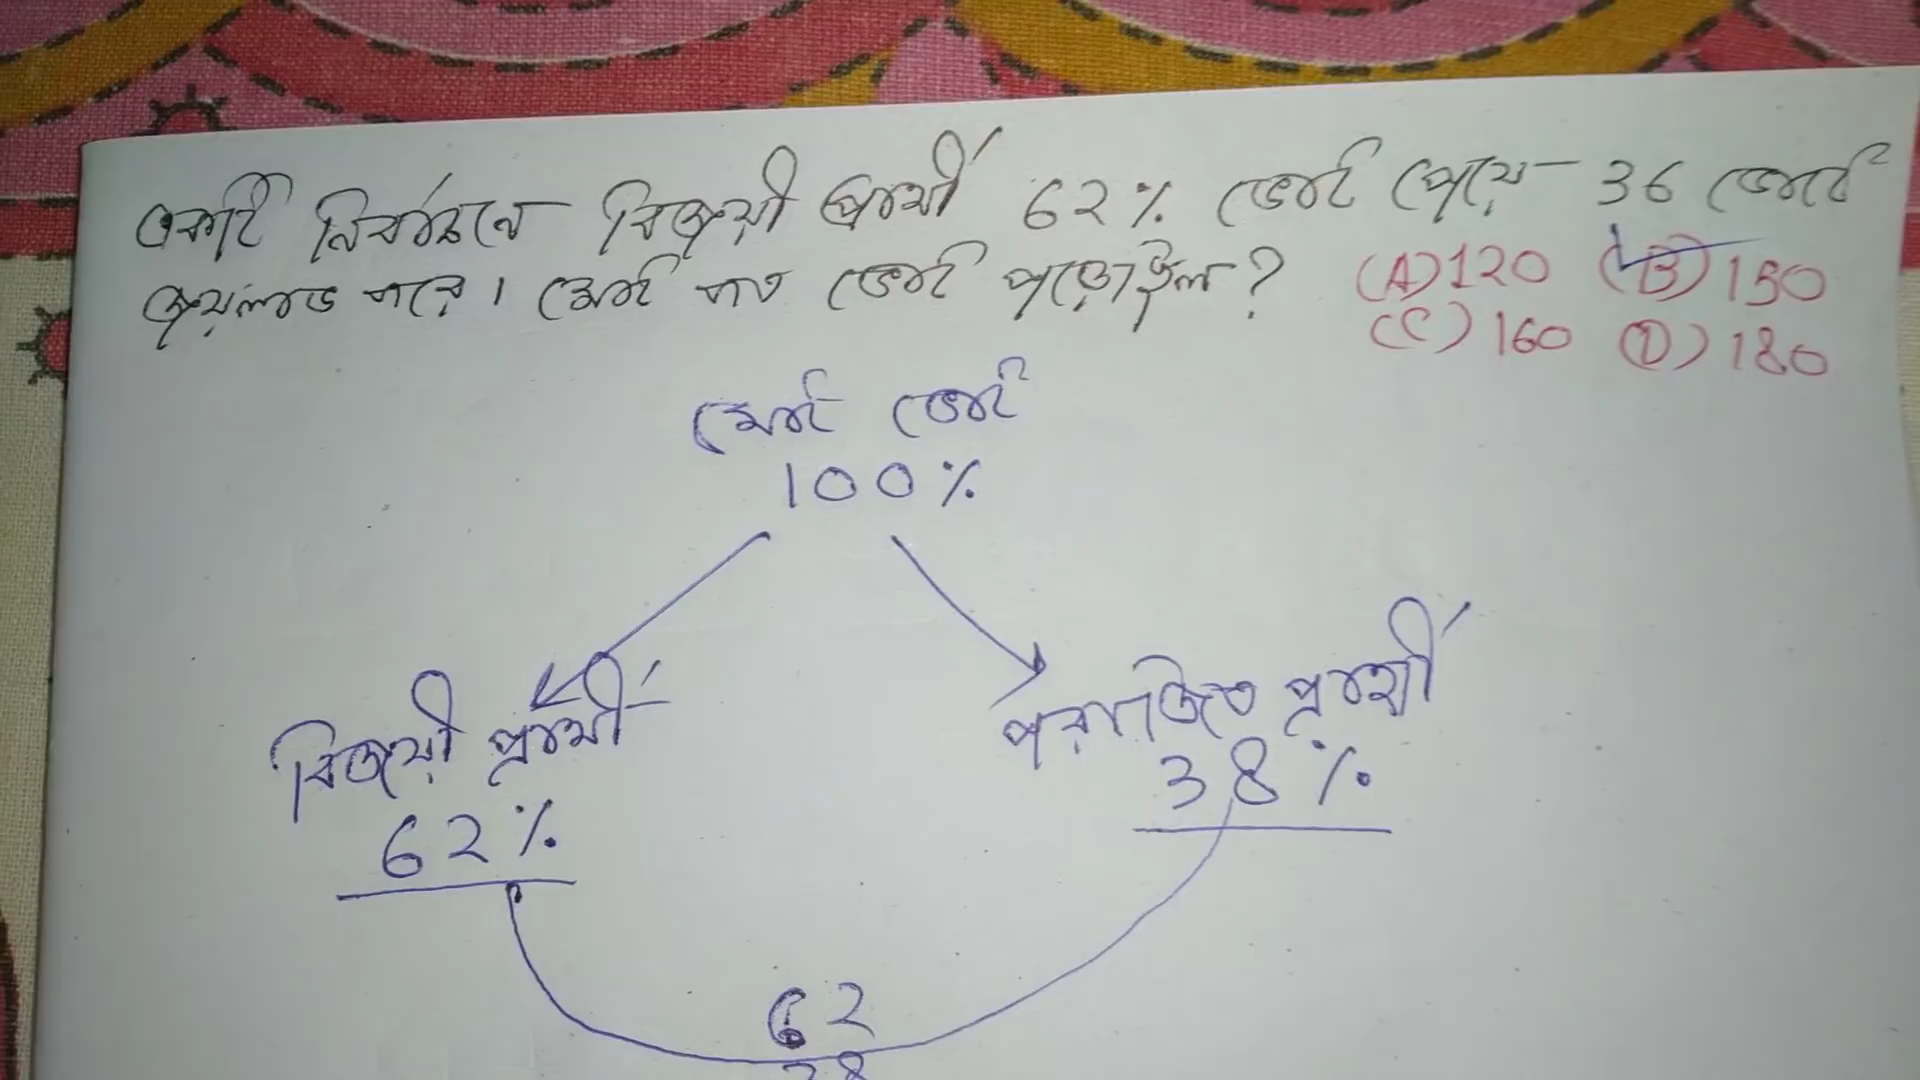 একটি নির্বাচনে বিজয়ী প্রার্থী 62% ভোট পেয়ে 36 ভোটে
জয়লাভ করে। মোট কত ভোট পড়েছিল? (A) 120 (B) 150
(C) 160 (D) 180
মোট ভোট
100%
বিজয়ী প্রার্থী
62%
পরাজিত প্রার্থী
38%
62
38